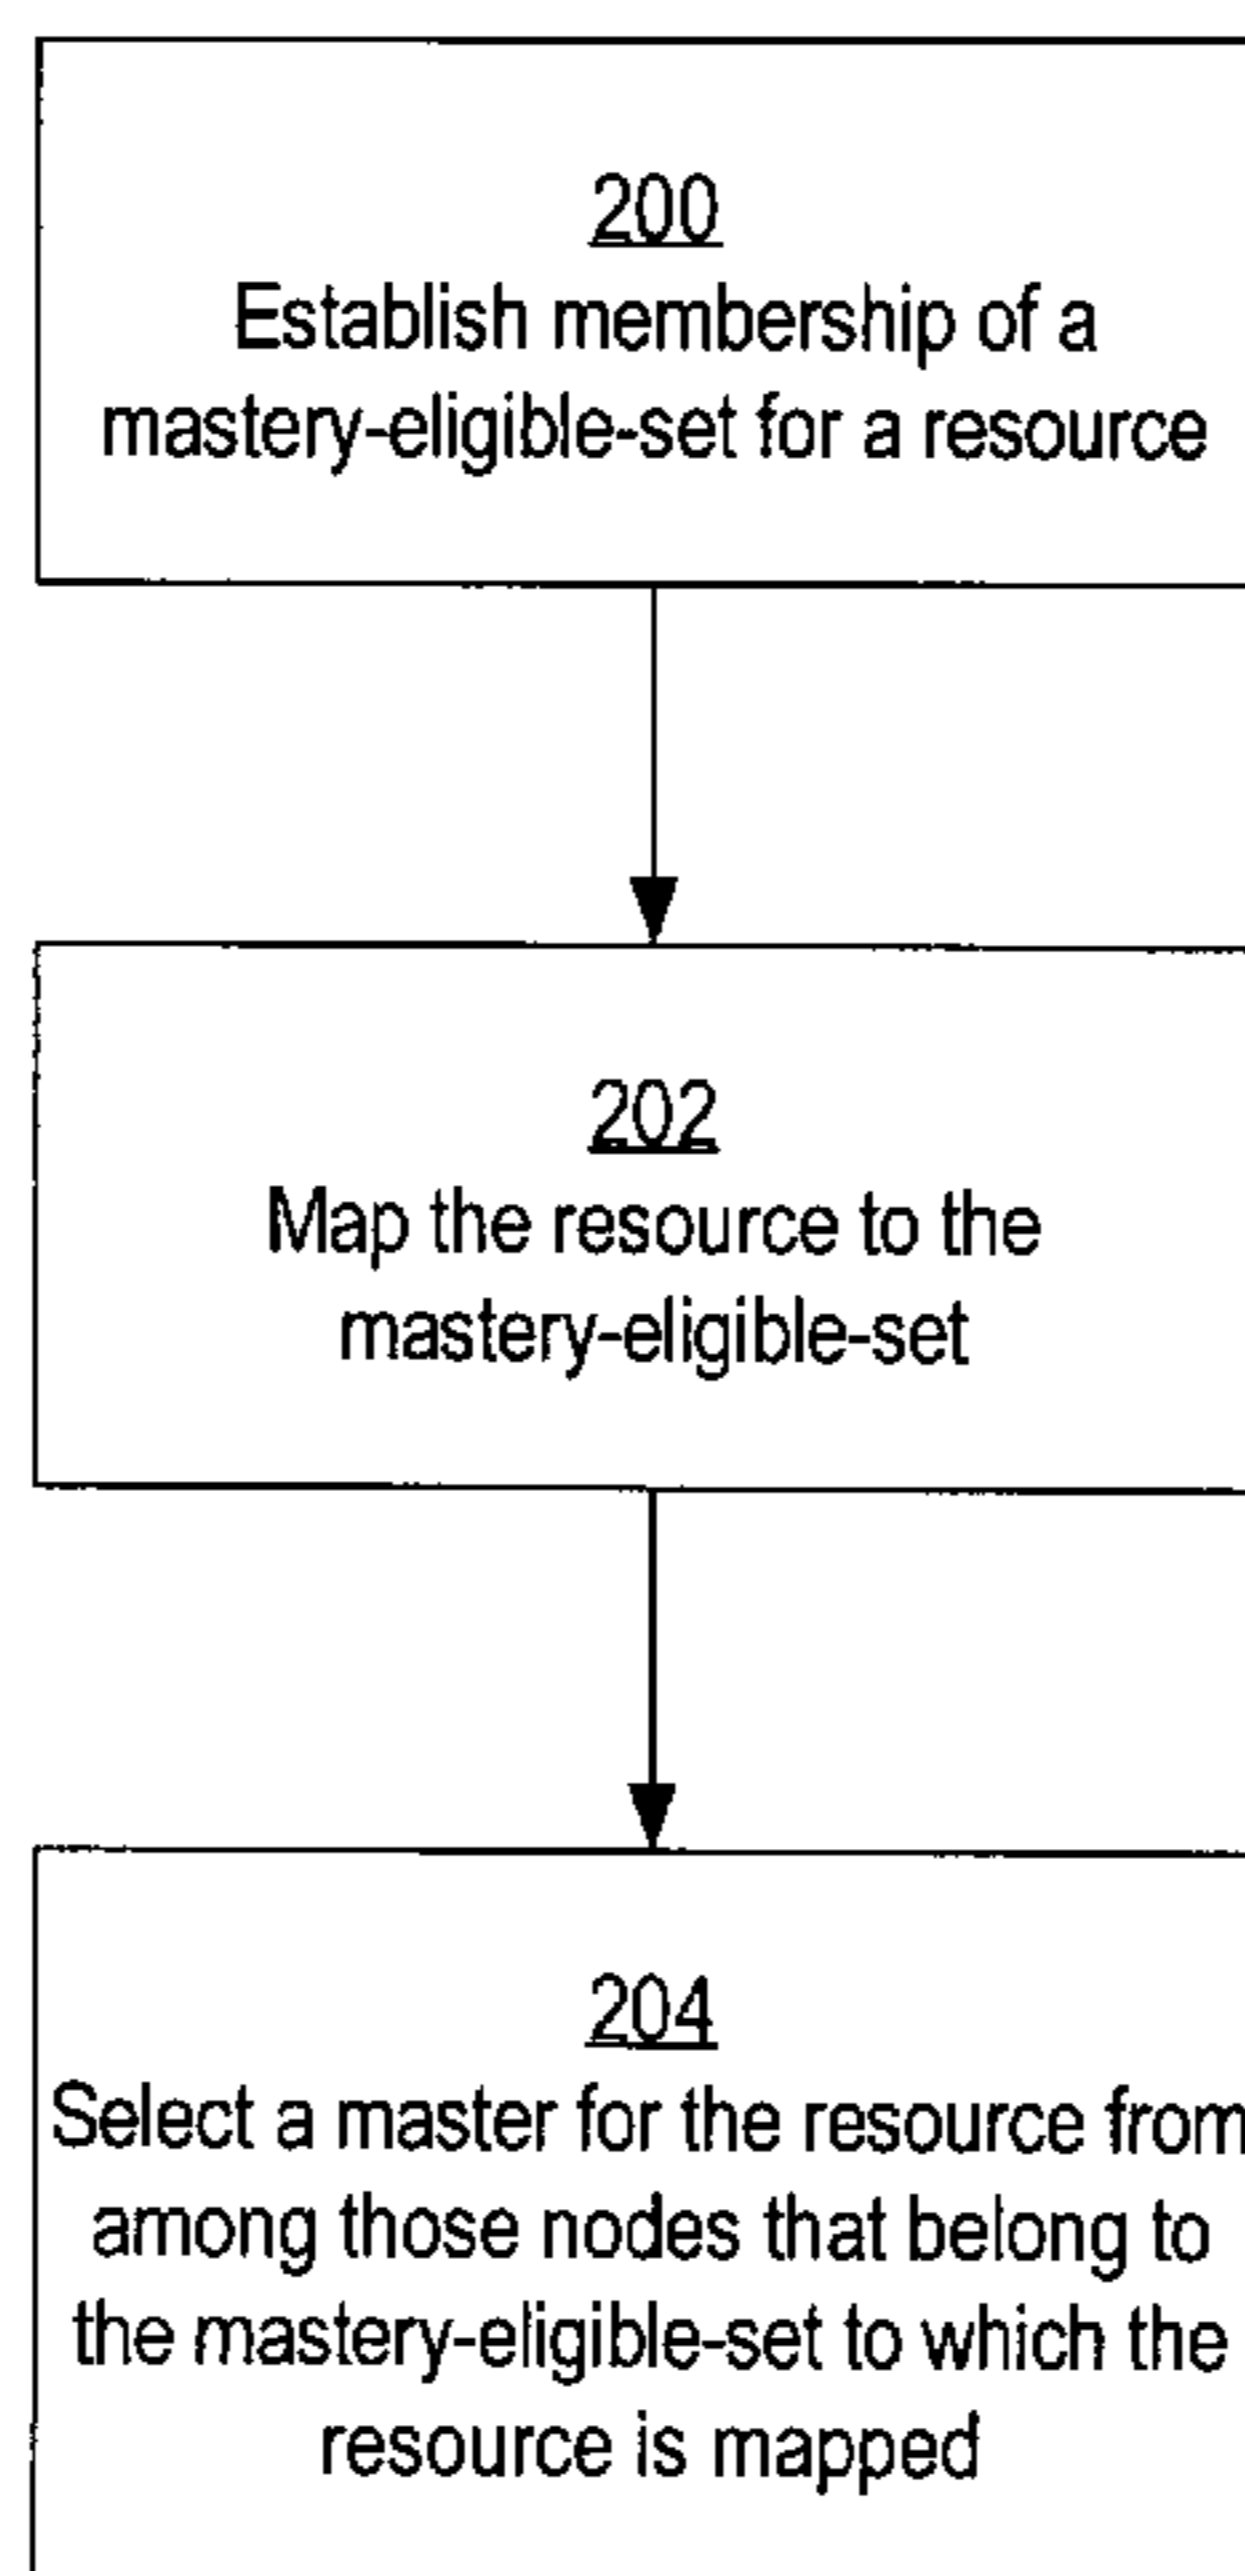 200
Establish membership of a
mastery-eligible-set for a resource
202
Map the resource to the
mastery-eligible-set
204
Select a master for the resource from
among those nodes that belong to
the mastery-eligible-set to which the
resource is mapped